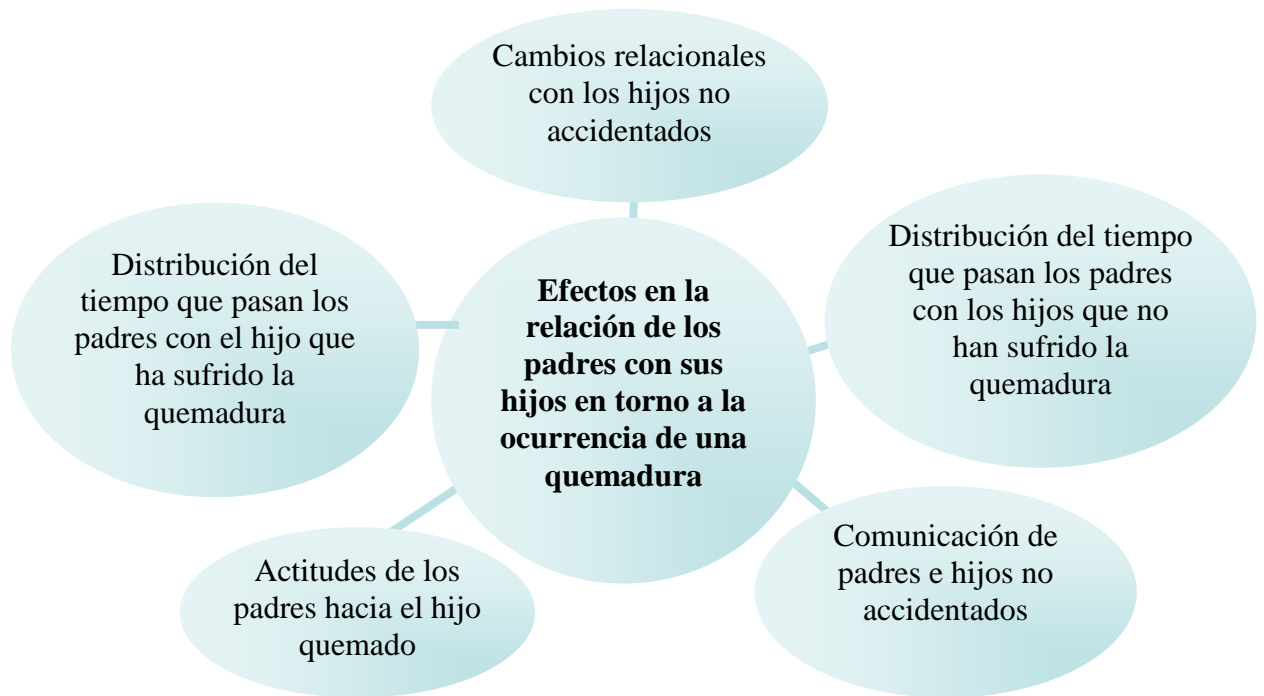 Cambios relacionales
con los hijos no
accidentados
Distribución del
tiempo que pasan los
padres con el hijo que
ha sufrido la
quemadura
Efectos en la
relación de los
padres con sus
hijos en torno a la
ocurrencia de una
quemadura
Distribución del tiempo
que pasan los padres
con los hijos que no
han sufrido la
quemadura
Actitudes de los
padres hacia el hijo
quemado
Comunicación de
padres e hijos no
accidentados